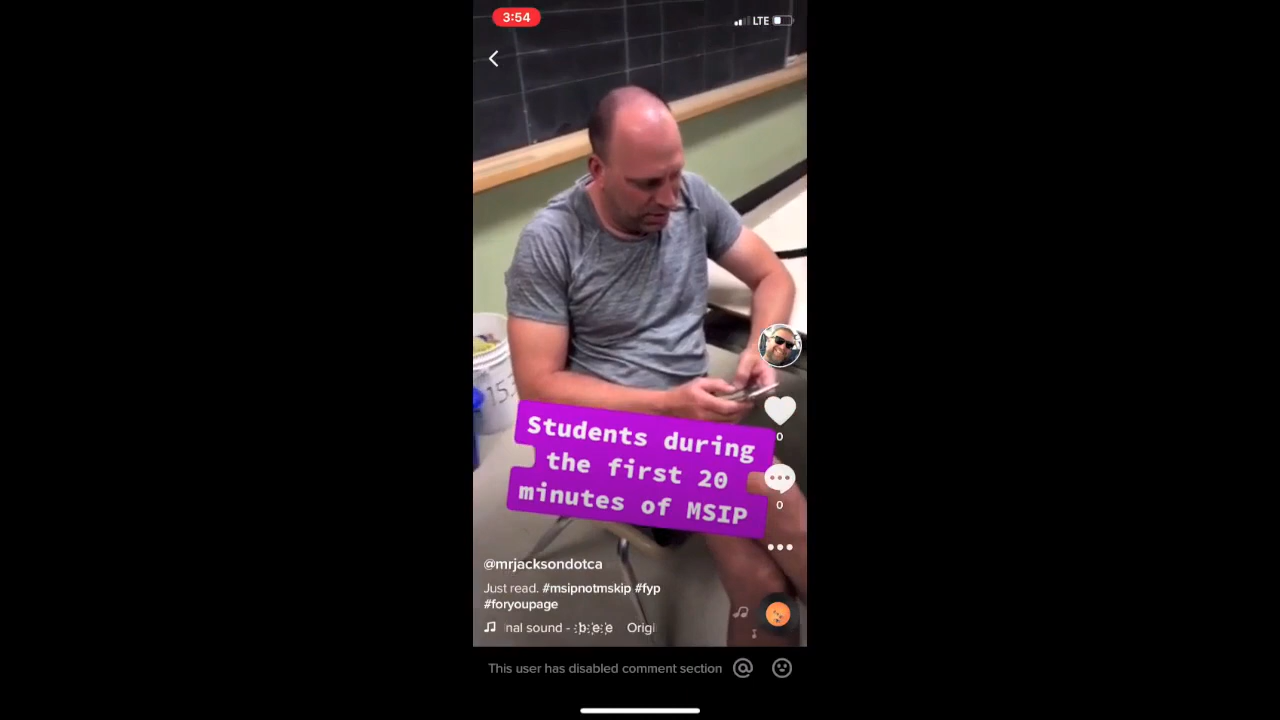 3:54
LTE
153
Students during
the first 20
minutes of MSIP
@mrjacksondotca
Just read. #msipnotmskip #fyp
#foryoupage
nal sound - :b:e:e Origi
0
0
This user has disabled comment section